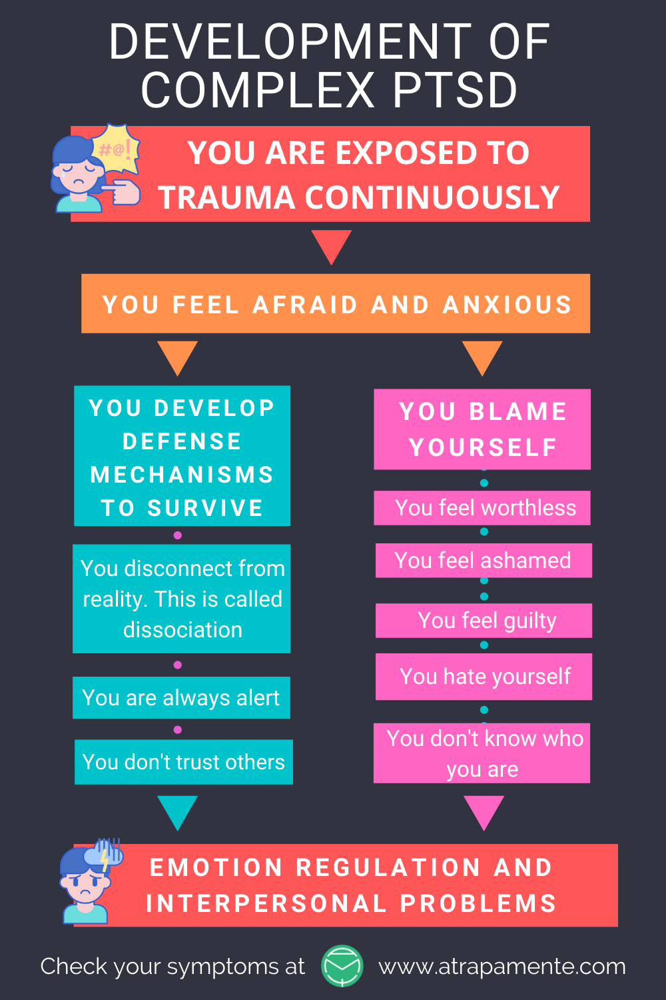 DEVELOPMENT OF
COMPLEX PTSD
#@!
YOU ARE EXPOSED TO
TRAUMA CONTINUOUSLY
YOU FEEL AFRAID AND ANXIOUS
YOU DEVELOP
DEFENSE
MECHANISMS
TO SURVIVE
You disconnect from
reality. This is called
dissociation
You are always alert
You don't trust others
YOU BLAME
YOURSELF
You feel worthless
You feel ashamed
You feel guilty
You hate yourself
You don't know who
you are
EMOTION REGULATION AND
INTERPERSONAL PROBLEMS
Check your symptoms at www.atrapamente.com